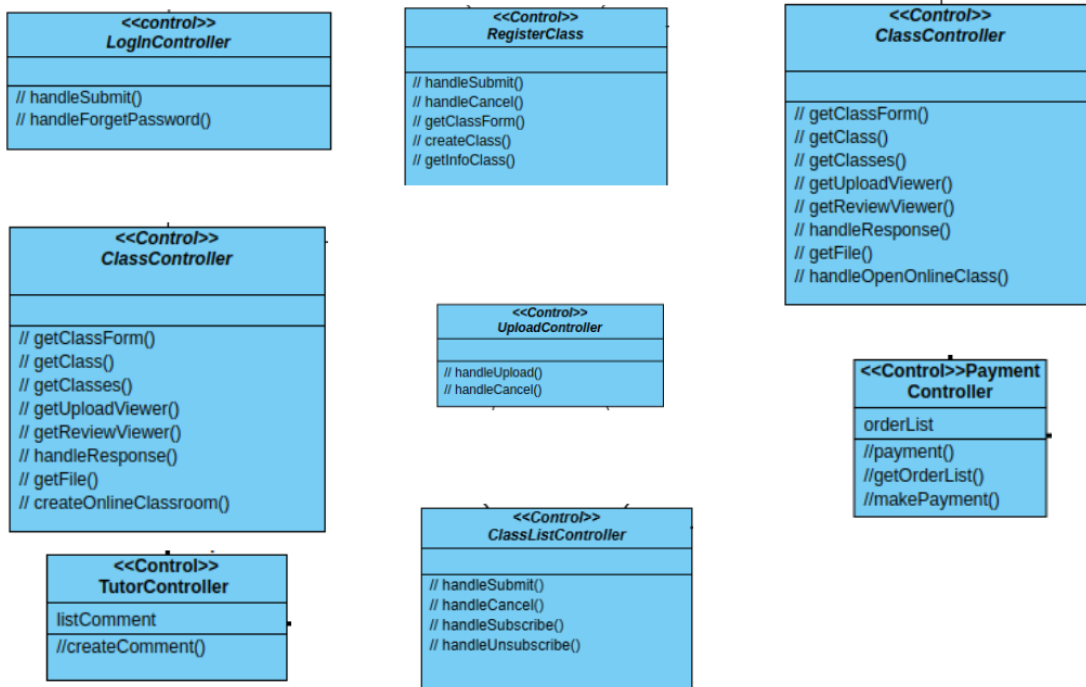 <<control>>
LogInController
// handleSubmit()
// handleForgetPassword()
<<Control>>
RegisterClass
// handleSubmit()
// handleCancel()
// getClassForm()
// createClass()
// getInfoClass()
<<Control>>
ClassController
// getClassForm()
// getClass()
// getClasses()
// getUploadViewer()
// getReviewViewer()
// handleResponse()
// getFile()
// handleOpenOnlineClass()
<<Control>>
ClassController
// getClassForm()
// getClass()
// getClasses()
// getUploadViewer()
// getReviewViewer()
// handleResponse()
// getFile()
// createOnlineClassroom()
<<Control>>
UploadController
// handleUpload()
// handleCancel()
<<Control>>Payment
Controller
orderList
//payment()
//getOrderList()
//makePayment()
<<Control>>
TutorController
listComment
//createComment()
<<Control>>
ClassListController
// handleSubmit()
// handleCancel()
// handleSubscribe()
// handleUnsubscribe()